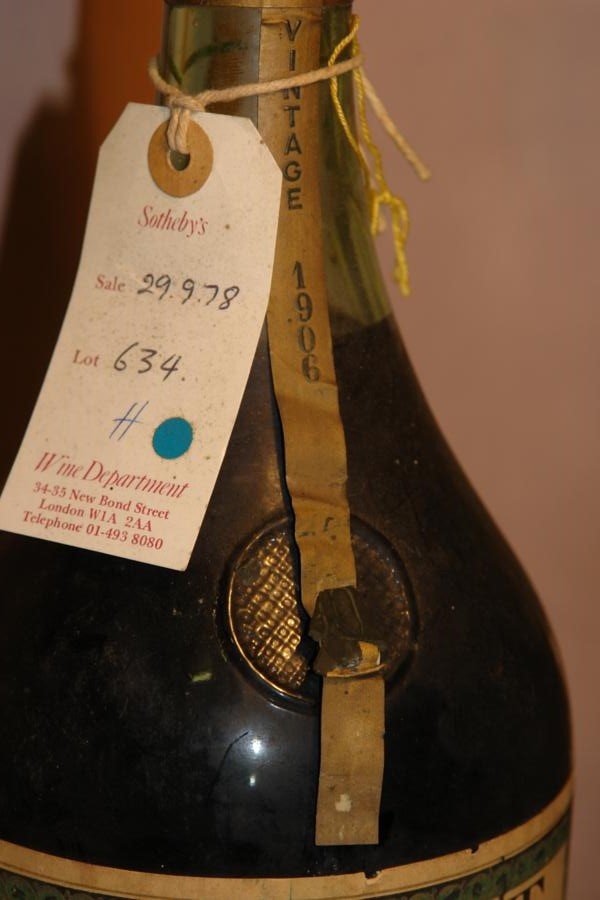 Sotheby's
Sale 29.9.78
Lot 634.
H
Wine Department
34-35 New Bond Street
London W1A 2AA
Telephone 01-493 8080
VINTAGE
1906